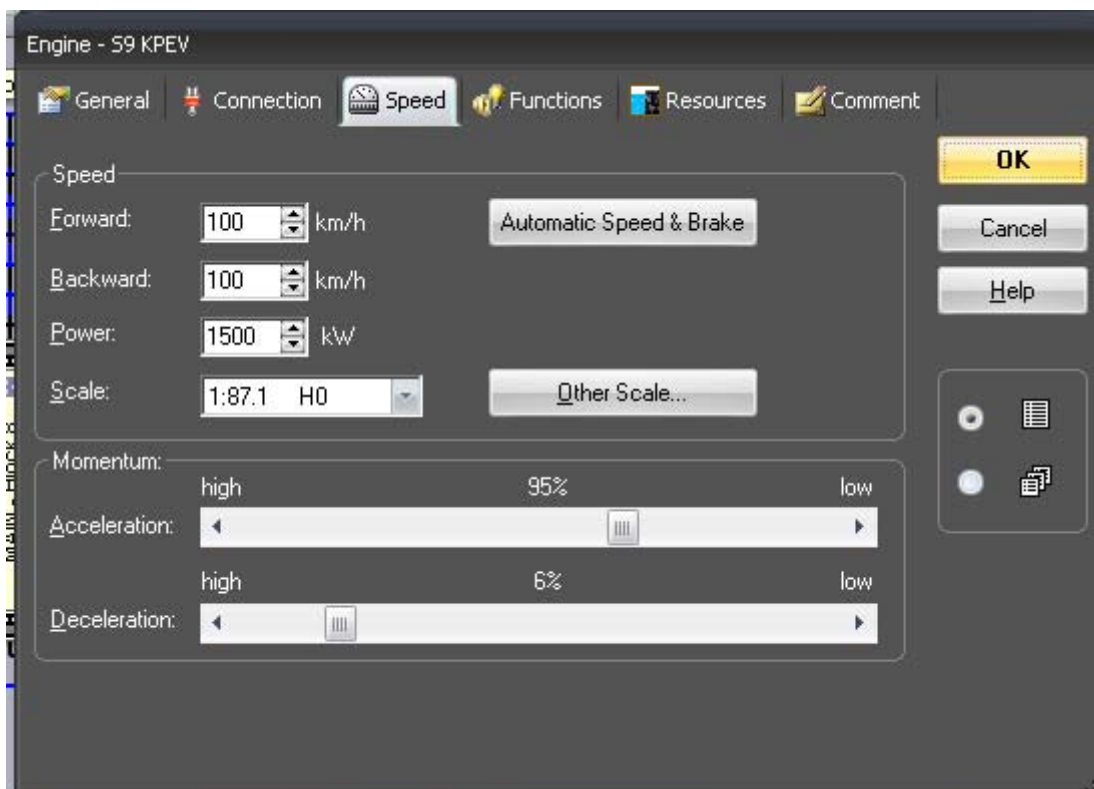 Engine - S9 KPEV
General Connection Speed Functions Resources Comment
Speed
Forward: 100 km/h Automatic Speed & Brake
Backward: 100 km/h
Power: 1500 kW
Scale: 1:87.1 H0 Other Scale...
Momentum:
high 95% low
Acceleration:
high 6% low
Deceleration:
OK
Cancel
Help